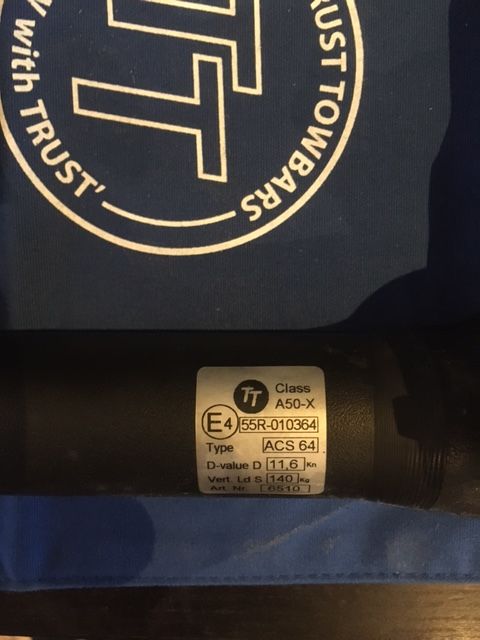 TT
TRUST TOWBARS
with TRUST'
TT
Class
A50-X
E4 55R-010364
Type ACS 64
D-value D 11,6 Kn
Vert. Ld S 140 Kg
Art. Nr. 6510